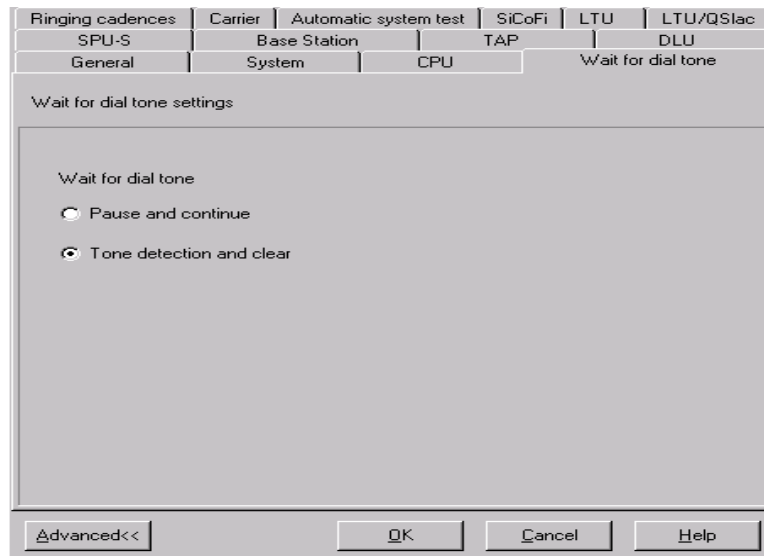 Ringing cadences Carrier Automatic system test SiCoFi LTU LTU/QSlac
SPU-S Base Station TAP DLU
General System CPU Wait for dial tone
Wait for dial tone settings
Wait for dial tone
Pause and continue
Tone detection and clear
Advanced<< OK Cancel Help